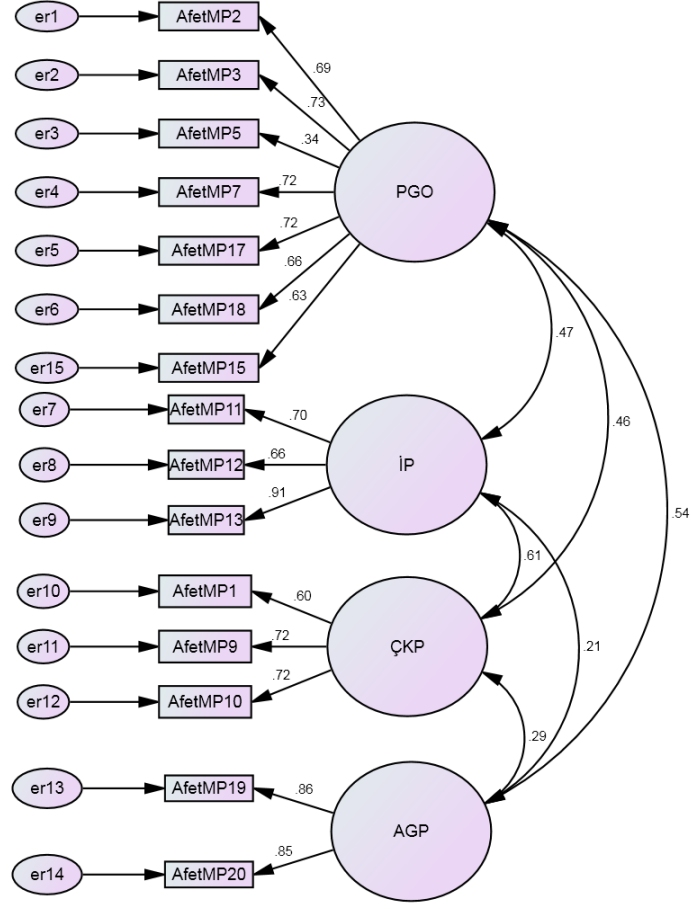 er1 AfetMP2
.69
er2 AfetMP3
.73
er3 AfetMP5
.34
er4 AfetMP7 .72 PGO
.72
er5 AfetMP17
.66
er6 AfetMP18
.63
er15 AfetMP15
.47
er7 AfetMP11 .70
.46
er8 AfetMP12 .66 İP
.91
.54
er9 AfetMP13
.61
er10 AfetMP1 .60
er11 AfetMP9 .72 ÇKP
.21
.72
er12 AfetMP10
.29
er13 AfetMP19 .86
AGP
.85
er14 AfetMP20